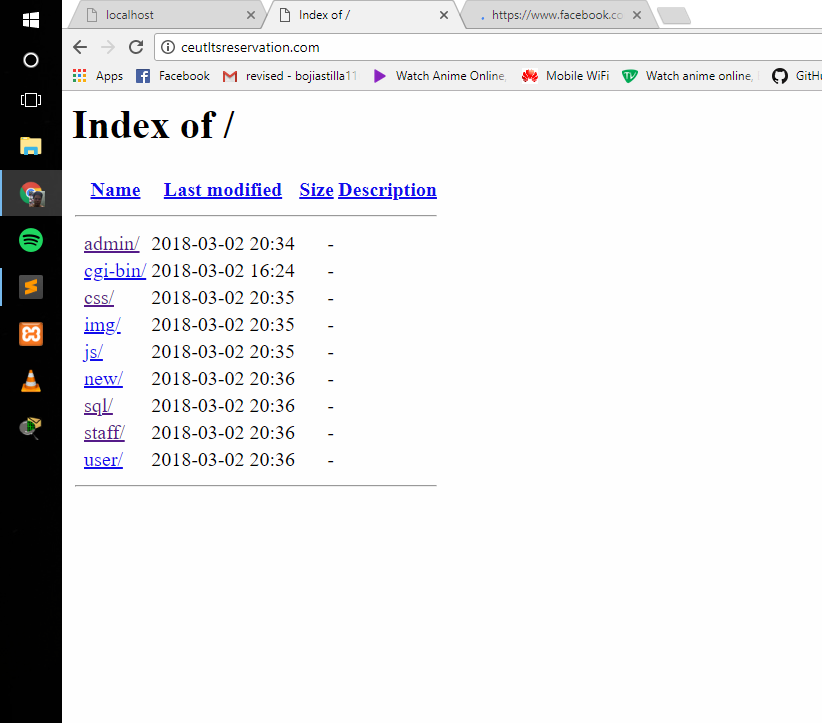 localhost
Index of /
https://www.facebook.co
ceutltsreservation.com
Apps Facebook revised - bojiastilla11 Watch Anime Online, Mobile WiFi Watch anime online, GitHu
Index of /
Name Last modified Size Description
admin/ 2018-03-02 20:34 -
cgi-bin/ 2018-03-02 16:24 -
css/ 2018-03-02 20:35 -
img/ 2018-03-02 20:35 -
js/ 2018-03-02 20:35 -
new/ 2018-03-02 20:36 -
sql/ 2018-03-02 20:36 -
staff/ 2018-03-02 20:36 -
user/ 2018-03-02 20:36 -